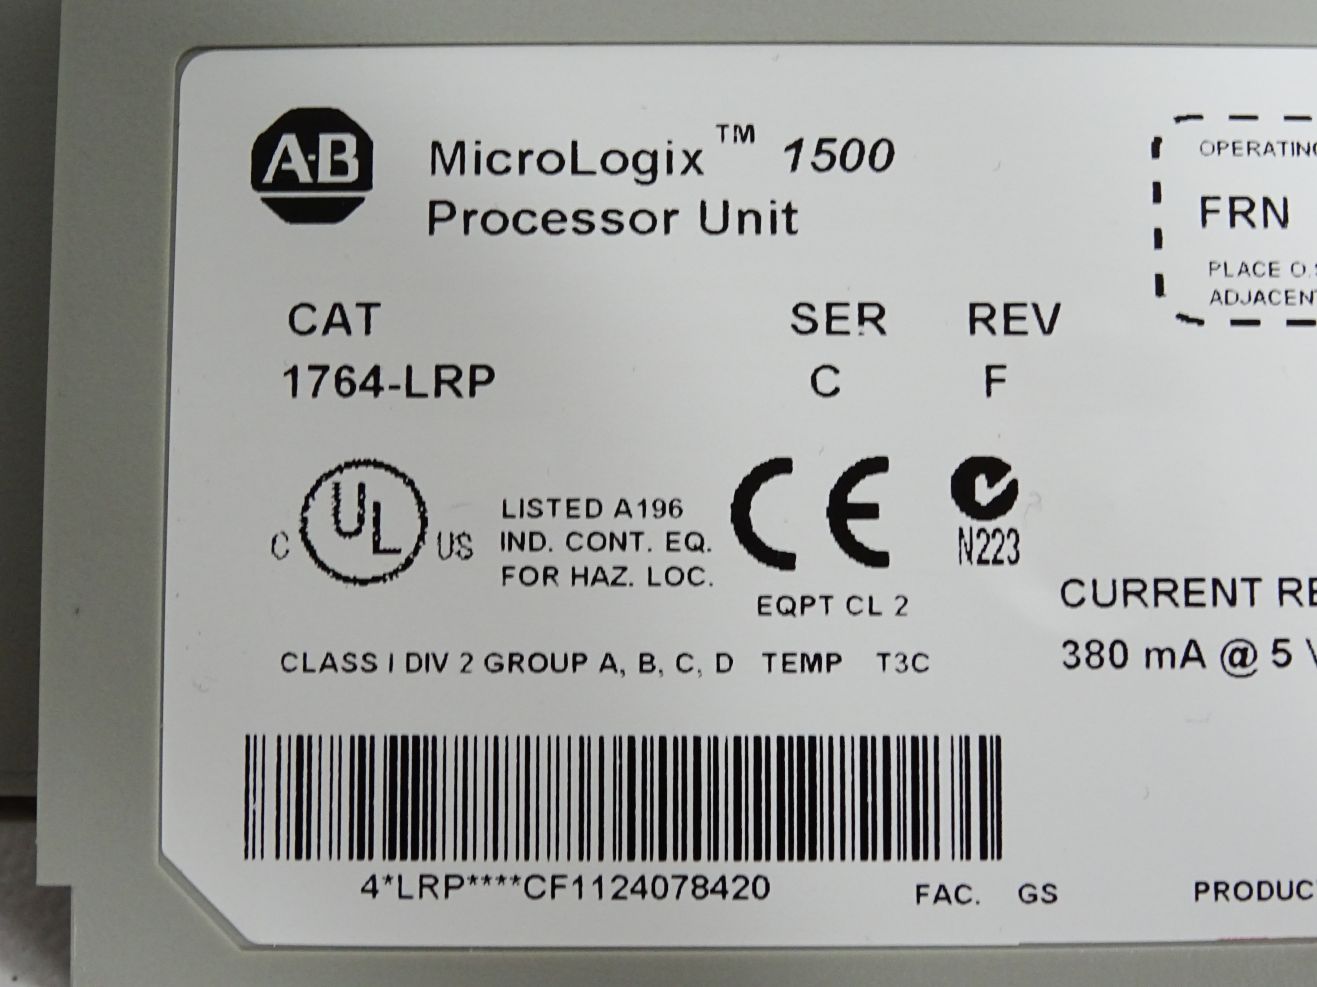 A-B
MicroLogix™ 1500
Processor Unit
OPERATING
FRN
PLACE O.S
ADJACENT
CAT SER REV
1764-LRP C F
C UL US
LISTED A196
IND. CONT. EQ.
FOR HAZ. LOC.
CE
EQPT CL 2
N223
CURRENT RE
380 mA @ 5 V
CLASS I DIV 2 GROUP A, B, C, D TEMP T3C
4*LRP****CF1124078420
FAC. GS
PRODUC